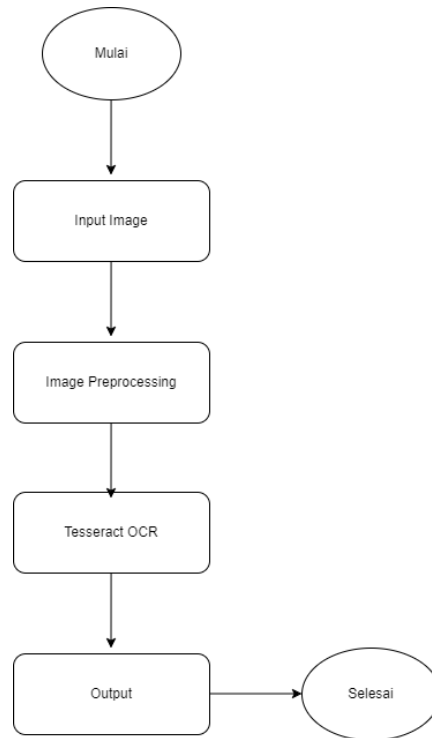 Mulai
Input Image
Image Preprocessing
Tesseract OCR
Output
Selesai